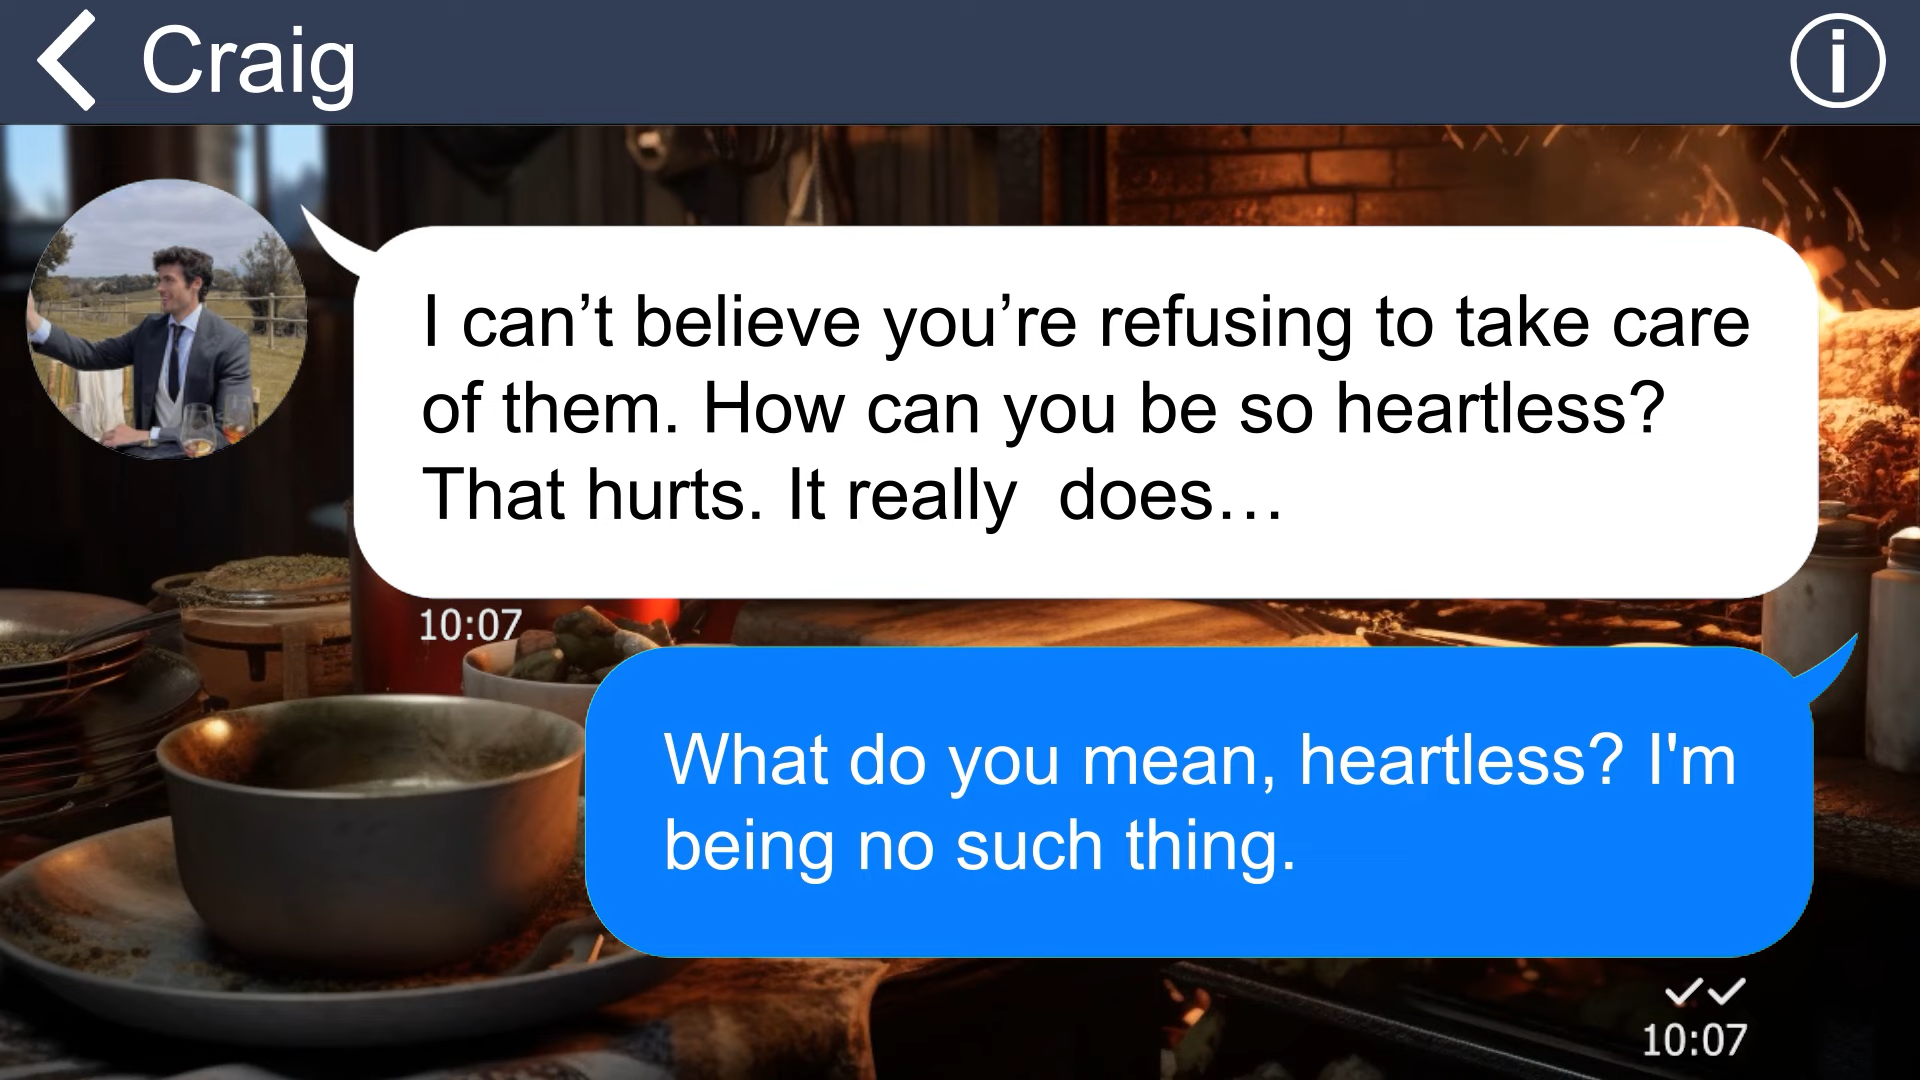 Craig
I can’t believe you’re refusing to take care
of them. How can you be so heartless?
That hurts. It really  does…
10:07
What do you mean, heartless? I'm
being no such thing.
10:07